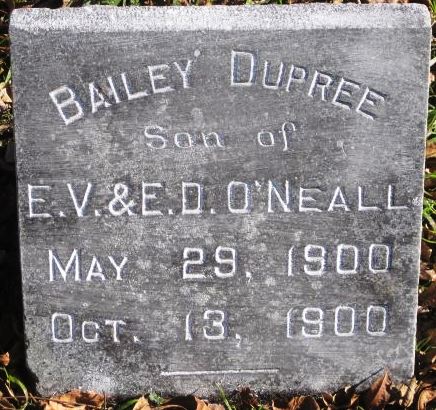 BAILEY DUPREE
Son of
E.V. & E.D. O'NEALL
MAY 29, 1900
OCT. 13, 1900